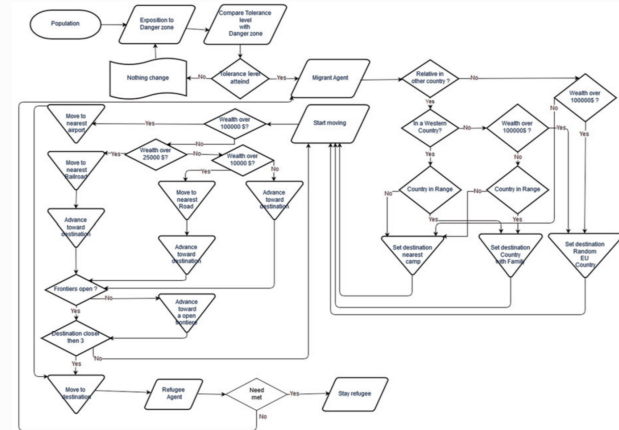 Population
Exposition to
Danger zone
Compare Tolerance
level
with
Danger zone
Nothing change
No
Tolerance level
atteind
Yes
Migrant Agent
Relative in
other country ?
No
Yes
Wealth over
100000$ ?
No
Yes
In a Western
Country?
No
Wealth over
100000$ ?
Yes
Yes
No
Country in Range
Country in Range
No
Yes
No
Yes
Set destination
nearest
camp
Set destination
Country
with Family
Set destination
Random
EU
Country
Start moving
Wealth over
100000 $?
Yes
Move to
nearest
airport
No
Wealth over
25000 $?
Yes
No
Wealth over
10000 $?
Yes
No
Move to
nearest
Railroad
Move to
nearest
Road
Advance
toward
destination
Advance
toward
destination
Advance
toward
destination
Frontiers open ?
No
Yes
Advance
toward
a open
frontiere
Destination closer
then 3
No
Yes
Move to
destination
Refugee
Agent
Need
met
Yes
Stay refugee
No